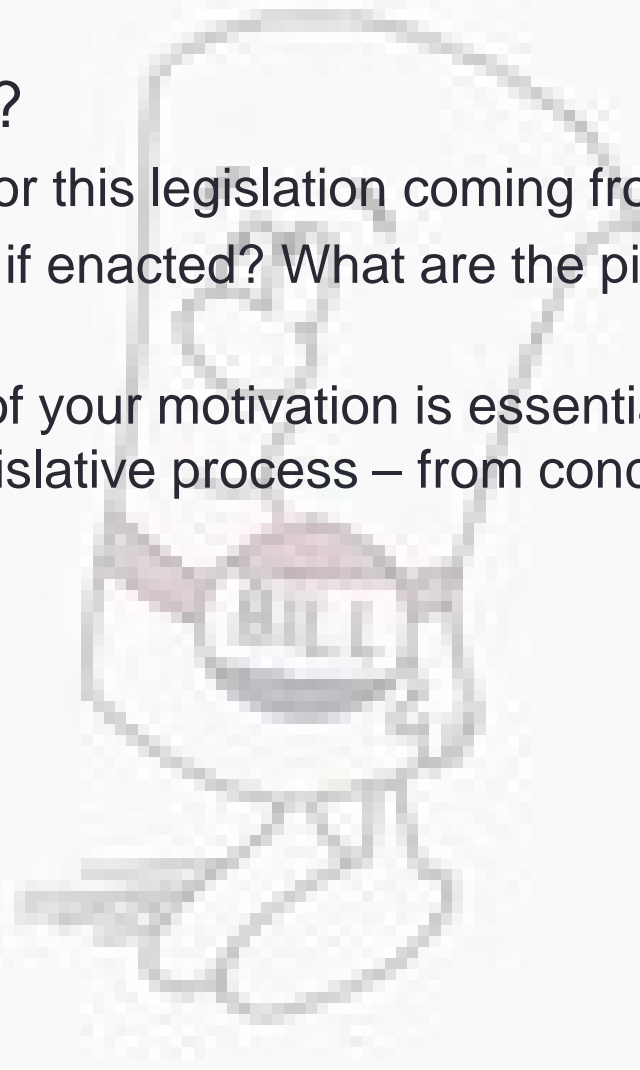 ?
or this legislation coming fro
if enacted? What are the pi
of your motivation is essentia
islative process – from conc
BILL